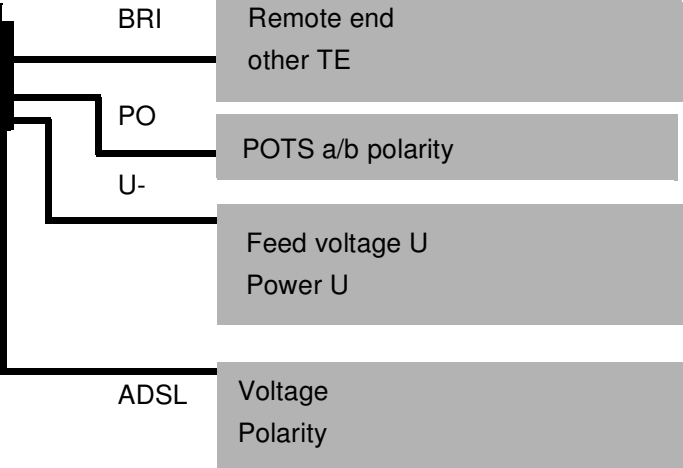 BRI
Remote end
other TE
PO
POTS a/b polarity
U-
Feed voltage U
Power U
ADSL
Voltage
Polarity